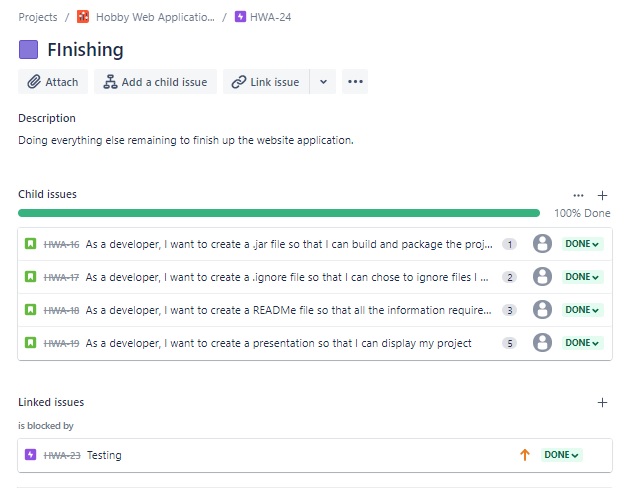 Projects / Hobby Web Applicatio... / HWA-24
FInishing
Attach Add a child issue Link issue
Description
Doing everything else remaining to finish up the website application.
Child issues
100% Done
HWA-16 As a developer, I want to create a .jar file so that I can build and package the proj... 1 DONE
HWA-17 As a developer, I want to create a .ignore file so that I can chose to ignore files I ... 2 DONE
HWA-18 As a developer, I want to create a READMe file so that all the information require... 3 DONE
HWA-19 As a developer, I want to create a presentation so that I can display my project 5 DONE
Linked issues
is blocked by
HWA-23 Testing DONE